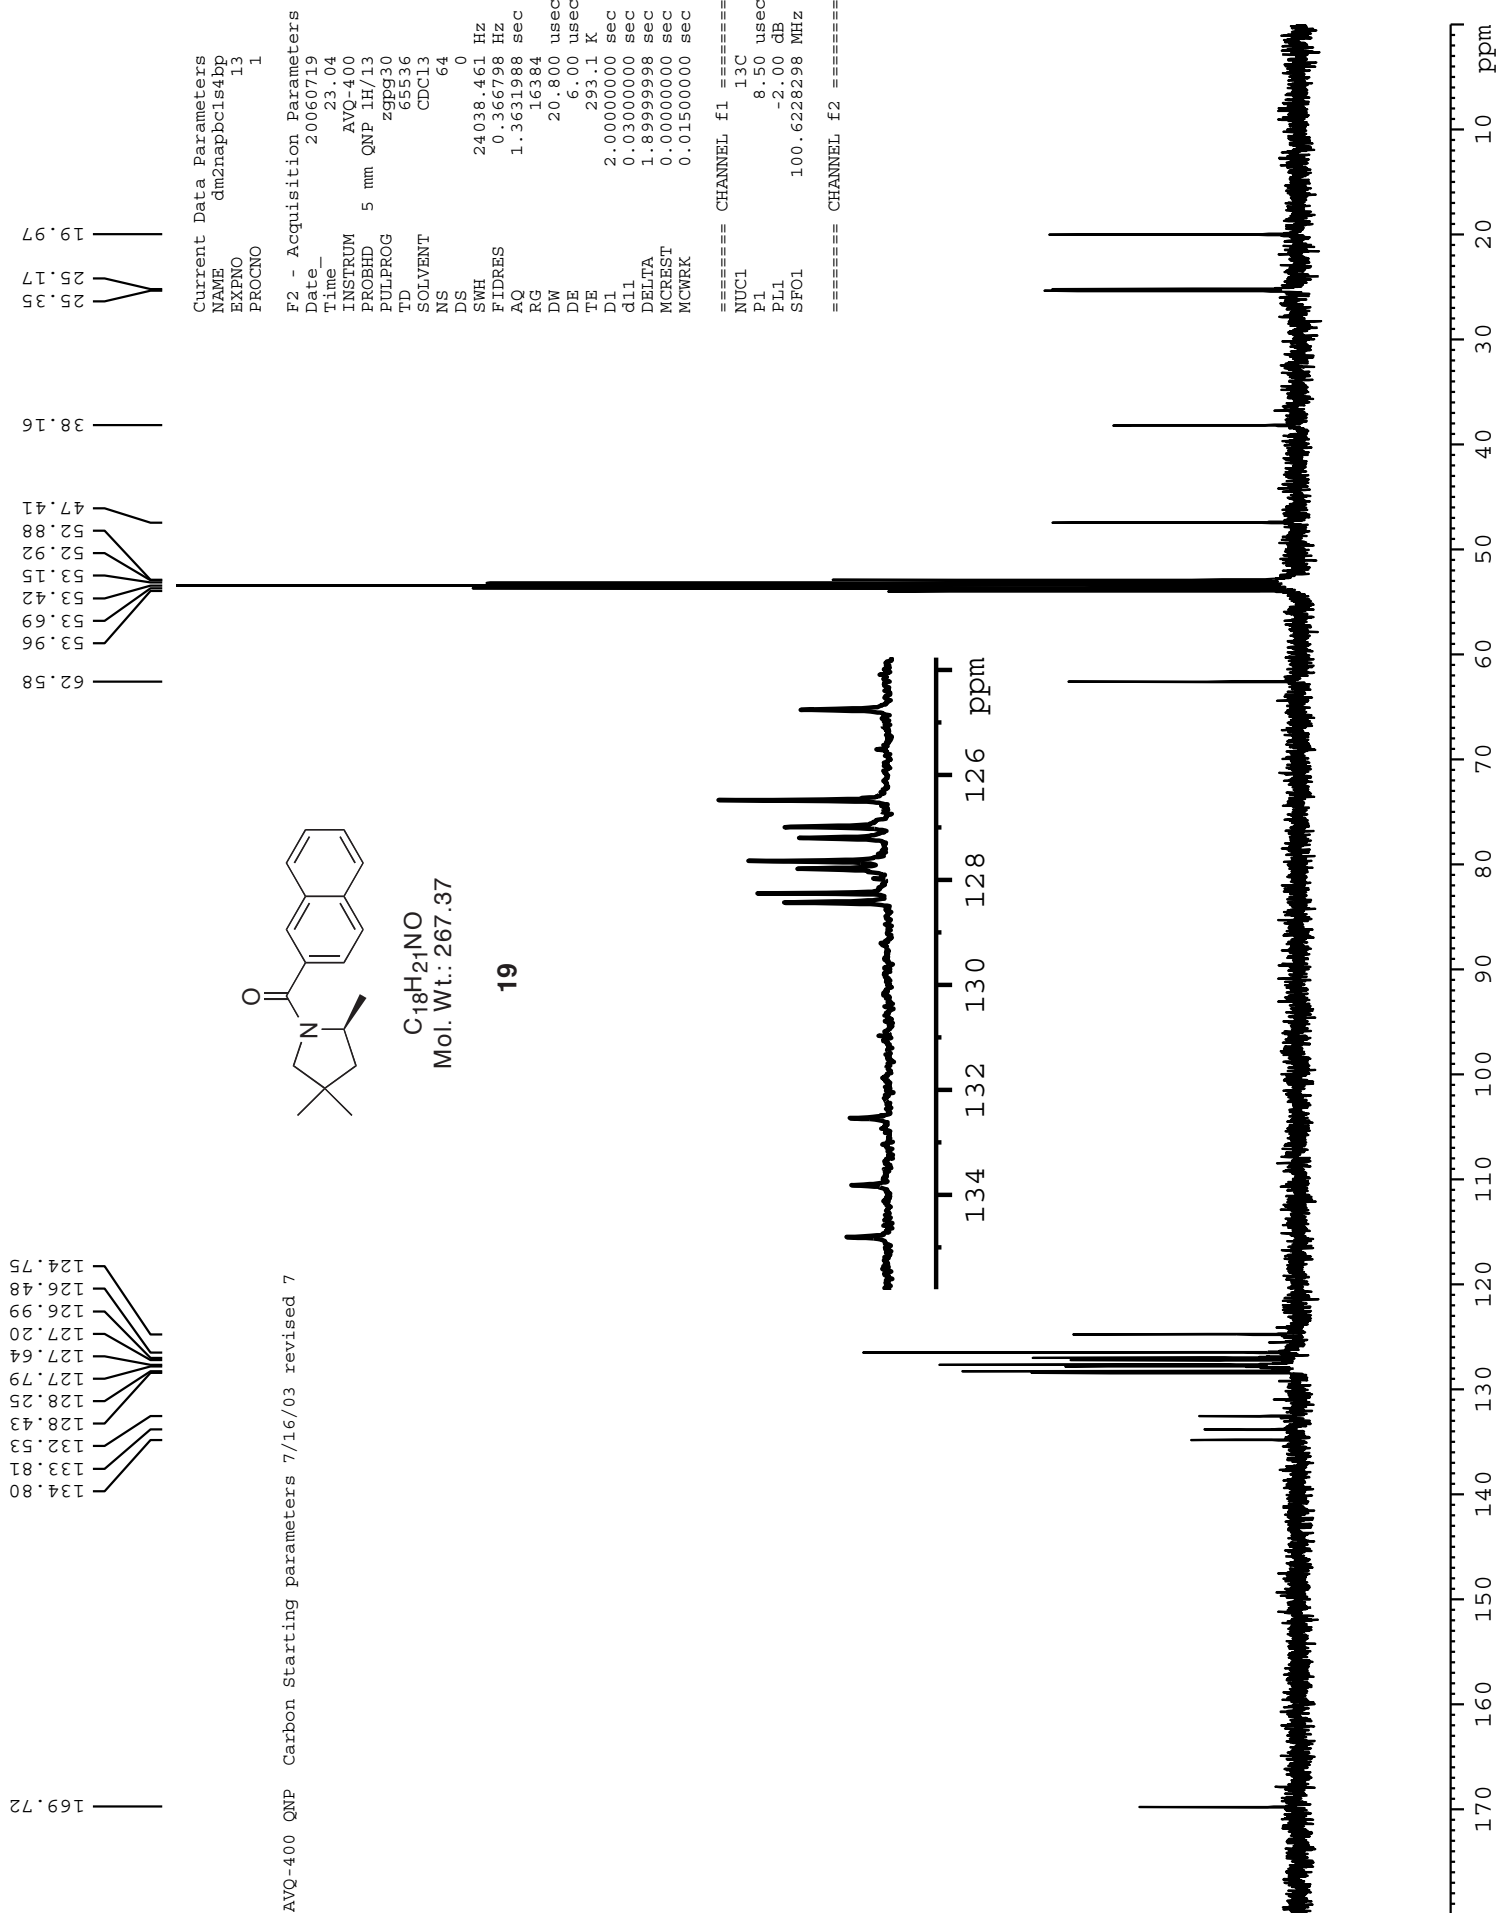 169.72
134.80
133.81
132.53
128.43
128.25
127.79
127.64
127.20
126.99
126.48
124.75
62.58
53.96
53.69
53.42
53.15
52.92
52.88
47.41
38.16
25.35
25.17
19.97
AVQ-400 QNP Carbon Starting parameters 7/16/03 revised 7
O
N
C18H21NO
Mol. Wt.: 267.37
19
Current Data Parameters
NAME dm2napbcls4bp
EXPNO 13
PROCNO 1
F2 - Acquisition Parameters
Date_ 20060719
Time 23.04
INSTRUM AVQ-400
PROBHD 5 mm QNP 1H/13
PULPROG zgpg30
TD 65536
SOLVENT CDCl3
NS 64
DS 0
SWH 24038.461 Hz
FIDRES 0.366798 Hz
AQ 1.3631988 sec
RG 16384
DW 20.800 usec
DE 6.00 usec
TE 293.1 K
D1 2.00000000 sec
d11 0.03000000 sec
DELTA 1.89999998 sec
MCREST 0.00000000 sec
MCWRK 0.01500000 sec
======== CHANNEL f1 ========
NUC1 13C
P1 8.50 usec
PL1 -2.00 dB
SFO1 100.6228298 MHz
======== CHANNEL f2 ========
134 132 130 128 126 ppm
170 160 150 140 130 120 110 100 90 80 70 60 50 40 30 20 10 ppm